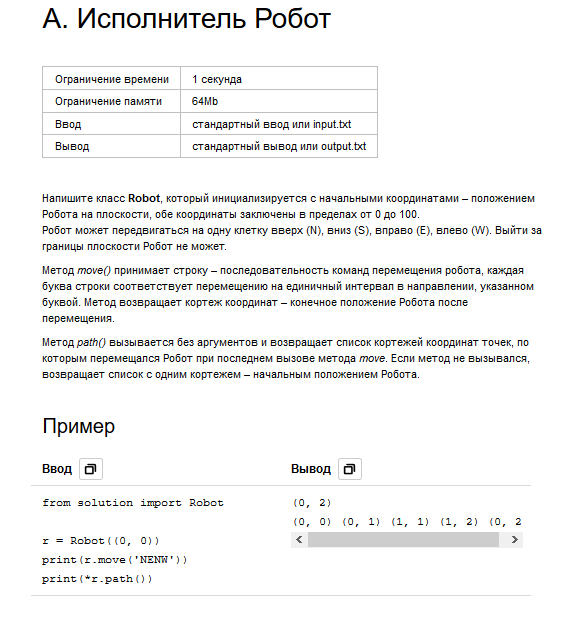 А. Исполнитель Робот
Ограничение времени 1 секунда
Ограничение памяти 64Mb
Ввод стандартный ввод или input.txt
Вывод стандартный вывод или output.txt
Напишите класс Robot, который инициализируется с начальными координатами – положением
Робота на плоскости, обе координаты заключены в пределах от 0 до 100.
Робот может передвигаться на одну клетку вверх (N), вниз (S), вправо (E), влево (W). Выйти за
границы плоскости Робот не может.
Метод move() принимает строку – последовательность команд перемещения робота, каждая
буква строки соответствует перемещению на единичный интервал в направлении, указанном
буквой. Метод возвращает кортеж координат – конечное положение Робота после
перемещения.
Метод path() вызывается без аргументов и возвращает список кортежей координат точек, по
которым перемещался Робот при последнем вызове метода move. Если метод не вызывался,
возвращает список с одним кортежем – начальным положением Робота.
Пример
Ввод
from solution import Robot
r = Robot((0, 0))
print(r.move('NENW'))
print(*r.path())
Вывод
(0, 2)
(0, 0) (0, 1) (1, 1) (1, 2) (0, 2